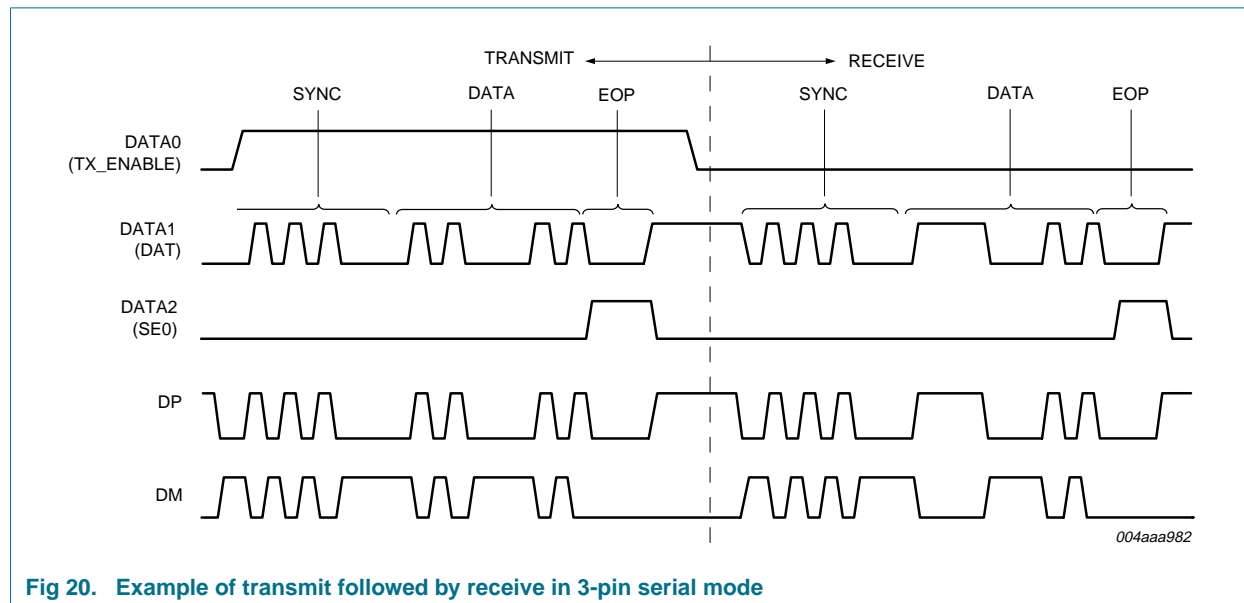 TRANSMIT
RECEIVE
SYNC
DATA
EOP
SYNC
DATA
EOP
DATA0
(TX_ENABLE)
DATA1
(DAT)
DATA2
(SE0)
DP
DM
004aaa982
Fig 20. Example of transmit followed by receive in 3-pin serial mode